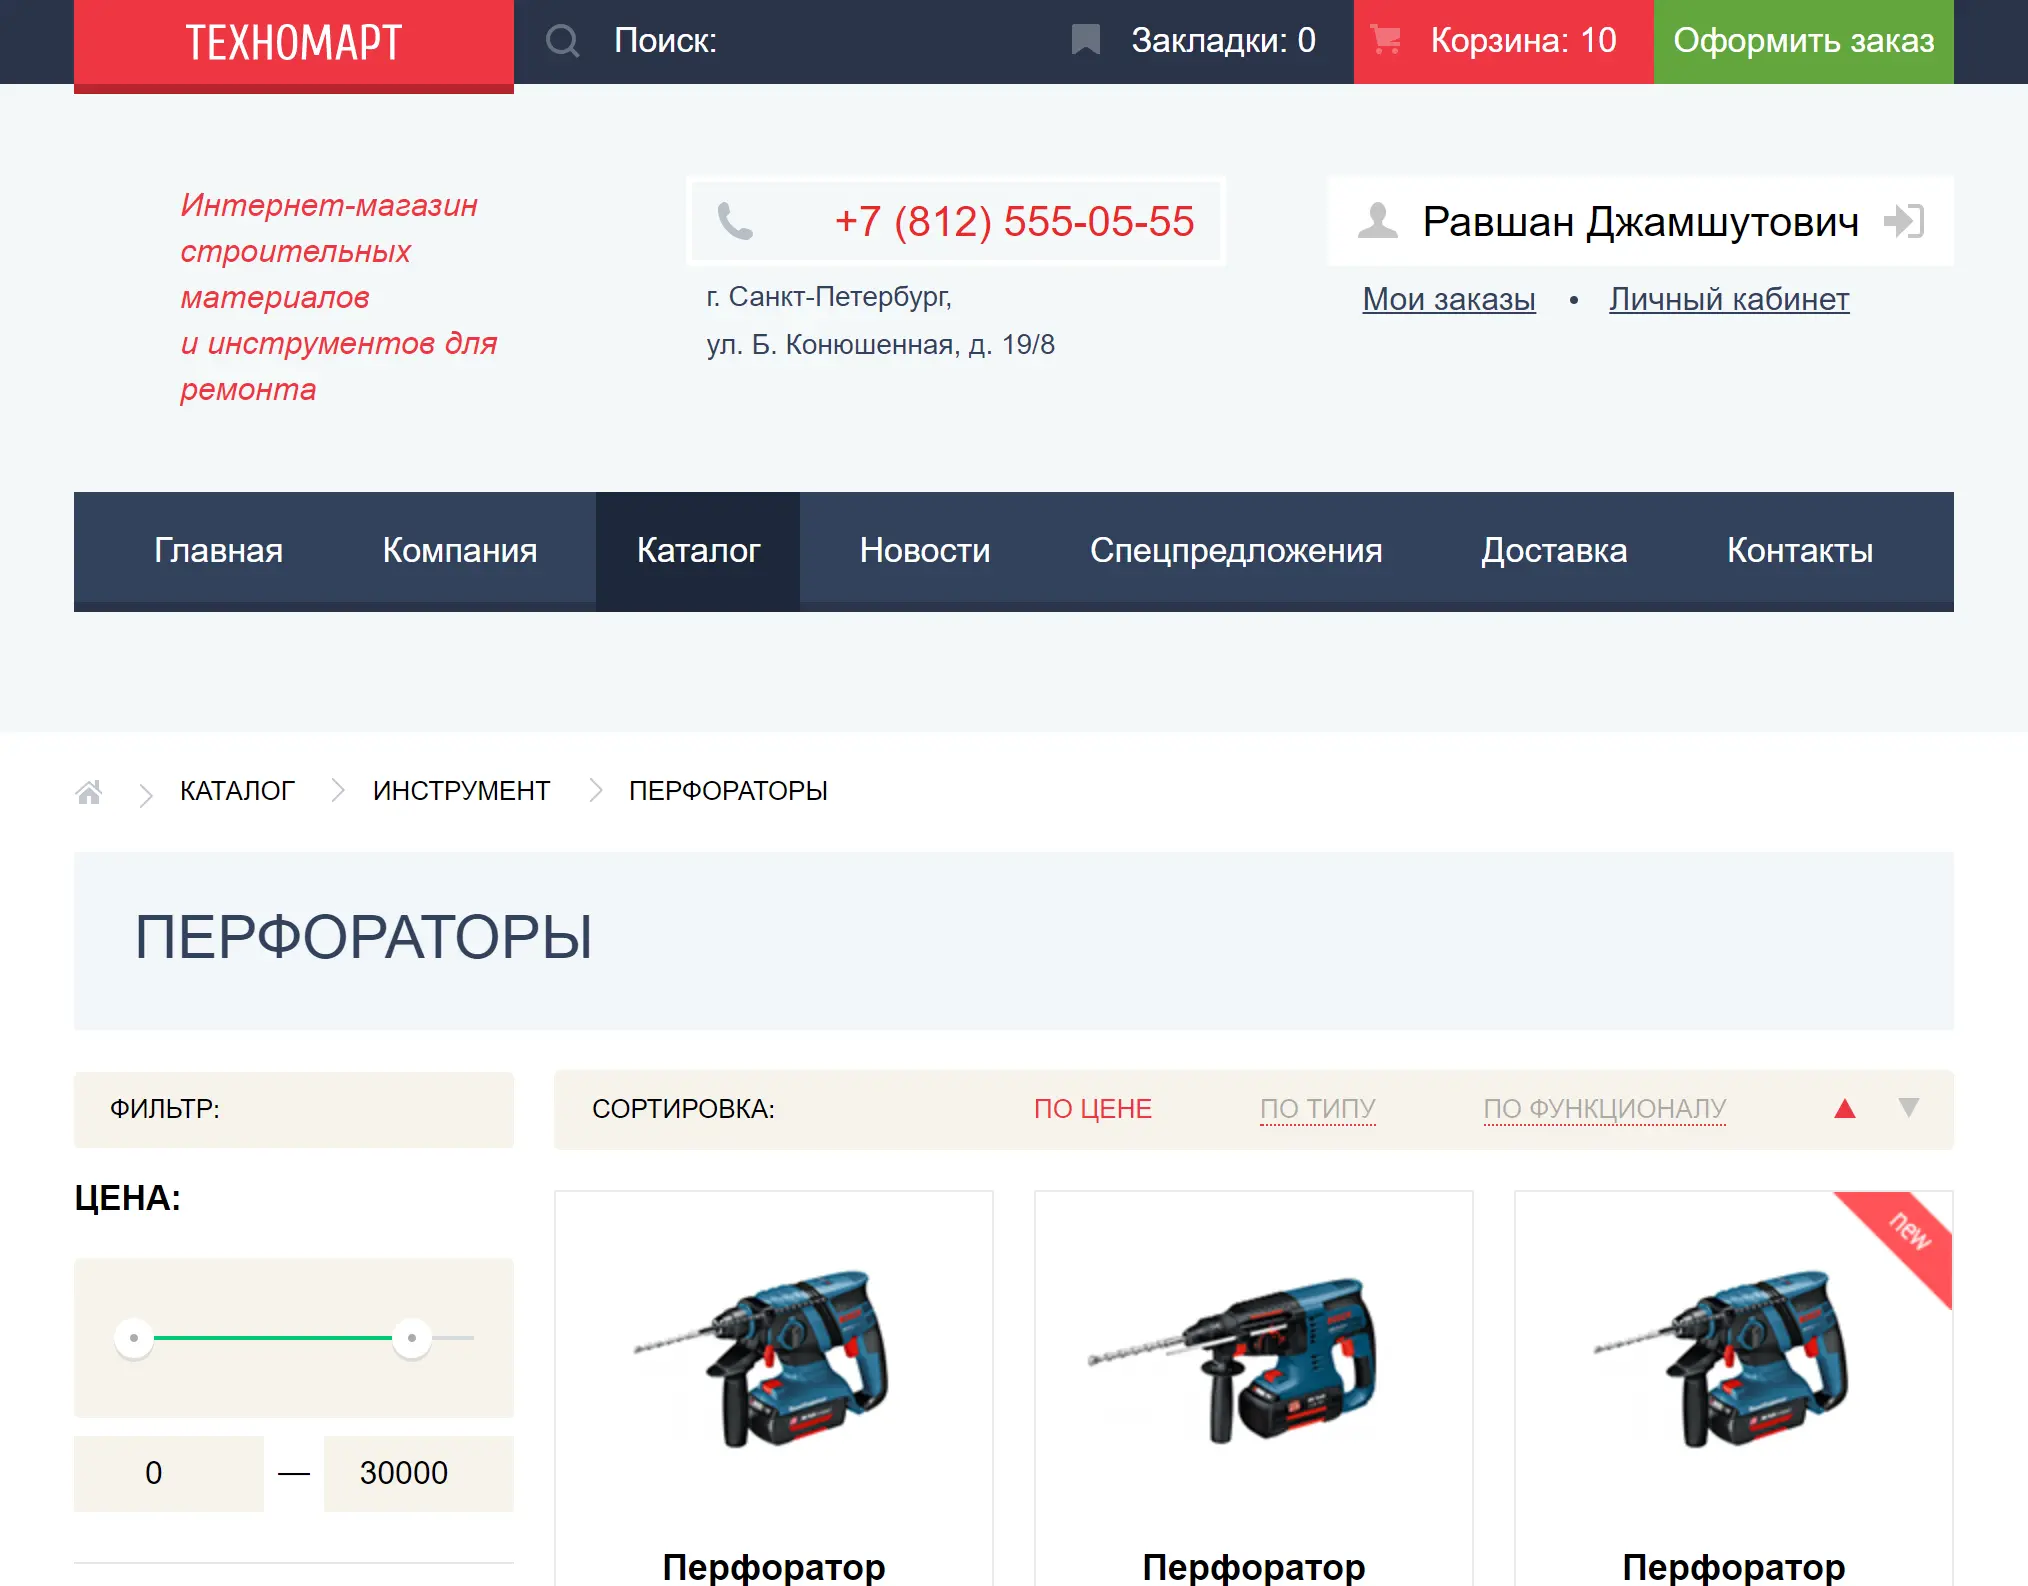 ТЕХНОМАРТ
Поиск:
Закладки: 0
Корзина: 10
Оформить заказ
Интернет-магазин
строительных
материалов
и инструментов для
ремонта
+7 (812) 555-05-55
г. Санкт-Петербург,
ул. Б. Конюшенная, д. 19/8
Равшан Джамшутович
Мои заказы • Личный кабинет
Главная Компания Каталог Новости Спецпредложения Доставка Контакты
КАТАЛОГ ИНСТРУМЕНТ ПЕРФОРАТОРЫ
ПЕРФОРАТОРЫ
ФИЛЬТР:
СОРТИРОВКА: ПО ЦЕНЕ ПО ТИПУ ПО ФУНКЦИОНАЛУ
ЦЕНА:
0 — 30000
new
Перфоратор
Перфоратор
Перфоратор